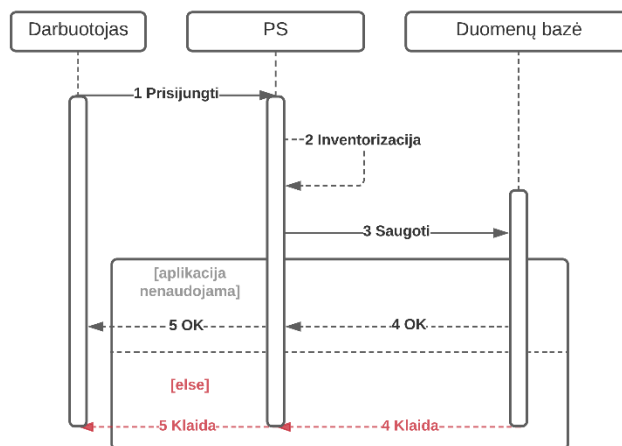 Darbuotojas
PS
Duomenų bazė
1 Prisijungti
2 Inventorizacija
3 Saugoti
[aplikacija
nenaudojama]
5 OK
4 OK
[else]
5 Klaida
4 Klaida